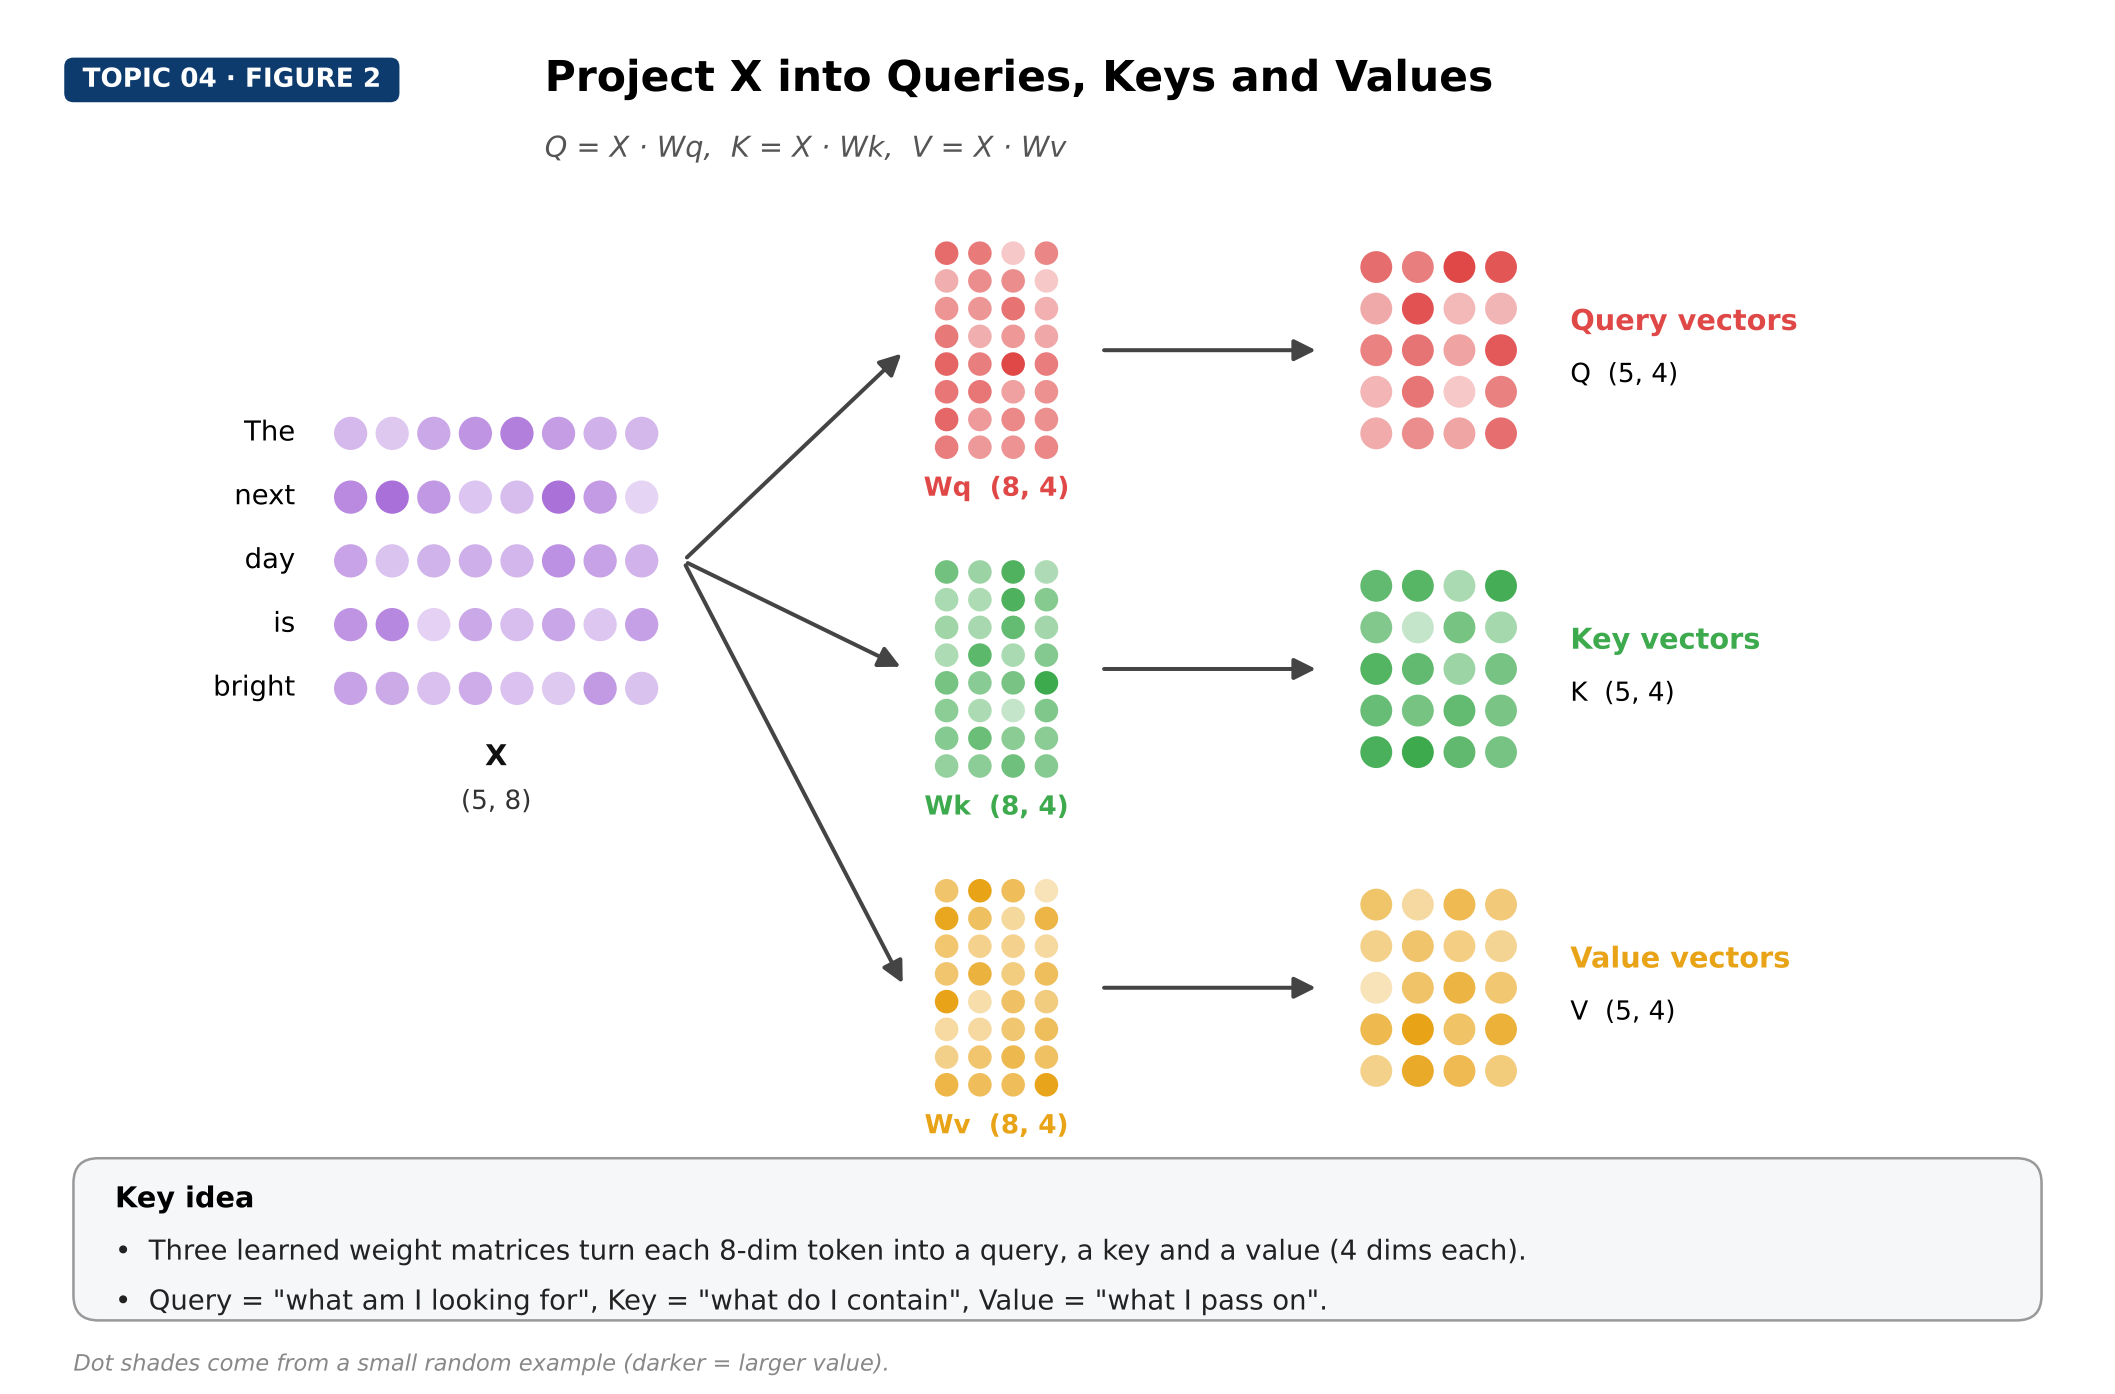 TOPIC 04 · FIGURE 2
Project X into Queries, Keys and Values
Q = X · Wq,  K = X · Wk,  V = X · Wv
The
next
day
is
bright
X
(5, 8)
Wq  (8, 4)
Query vectors
Q  (5, 4)
Wk  (8, 4)
Key vectors
K  (5, 4)
Wv  (8, 4)
Value vectors
V  (5, 4)
Key idea
•  Three learned weight matrices turn each 8-dim token into a query, a key and a value (4 dims each).
•  Query = "what am I looking for", Key = "what do I contain", Value = "what I pass on".
Dot shades come from a small random example (darker = larger value).